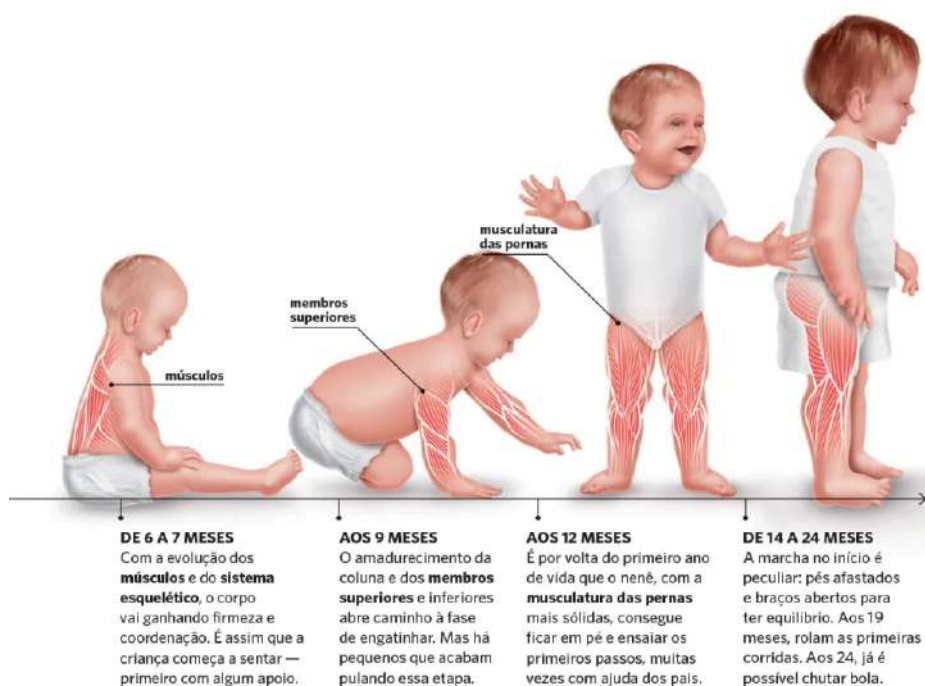 musculatura
das pernas
membros
superiores
músculos
DE 6 A 7 MESES
Com a evolução dos
músculos e do sistema
esquelético, o corpo
vai ganhando firmeza e
coordenação. É assim que a
criança começa a sentar —
primeiro com algum apoio.
AOS 9 MESES
O amadurecimento da
coluna e dos membros
superiores e inferiores
abre caminho à fase
de engatinhar. Mas há
pequenos que acabam
pulando essa etapa.
AOS 12 MESES
É por volta do primeiro ano
de vida que o nenê, com a
musculatura das pernas
mais sólidas, consegue
ficar em pé e ensaiar os
primeiros passos, muitas
vezes com ajuda dos pais.
DE 14 A 24 MESES
A marcha no início é
peculiar: pés afastados
e braços abertos para
ter equilíbrio. Aos 19
meses, rolam as primeiras
corridas. Aos 24, já é
possível chutar bola.